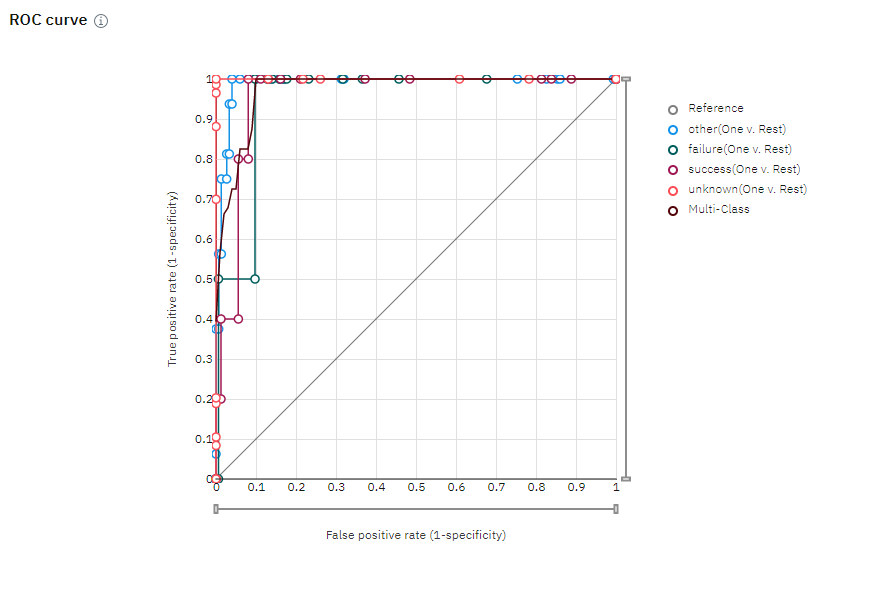 ROC curve
1
0.9
0.8
0.7
0.6
0.5
0.4
0.3
0.2
0.1
0
0 0.1 0.2 0.3 0.4 0.5 0.6 0.7 0.8 0.9 1
True positive rate (1-specificity)
False positive rate (1-specificity)
Reference
other(One v. Rest)
failure(One v. Rest)
success(One v. Rest)
unknown(One v. Rest)
Multi-Class